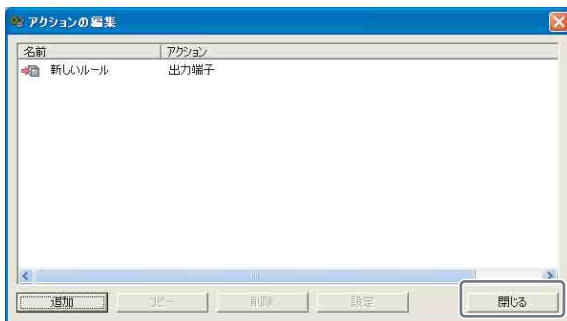 アクションの編集
名前 アクション
新しいルール 出力端子
追加 コピー 削除 設定 閉じる